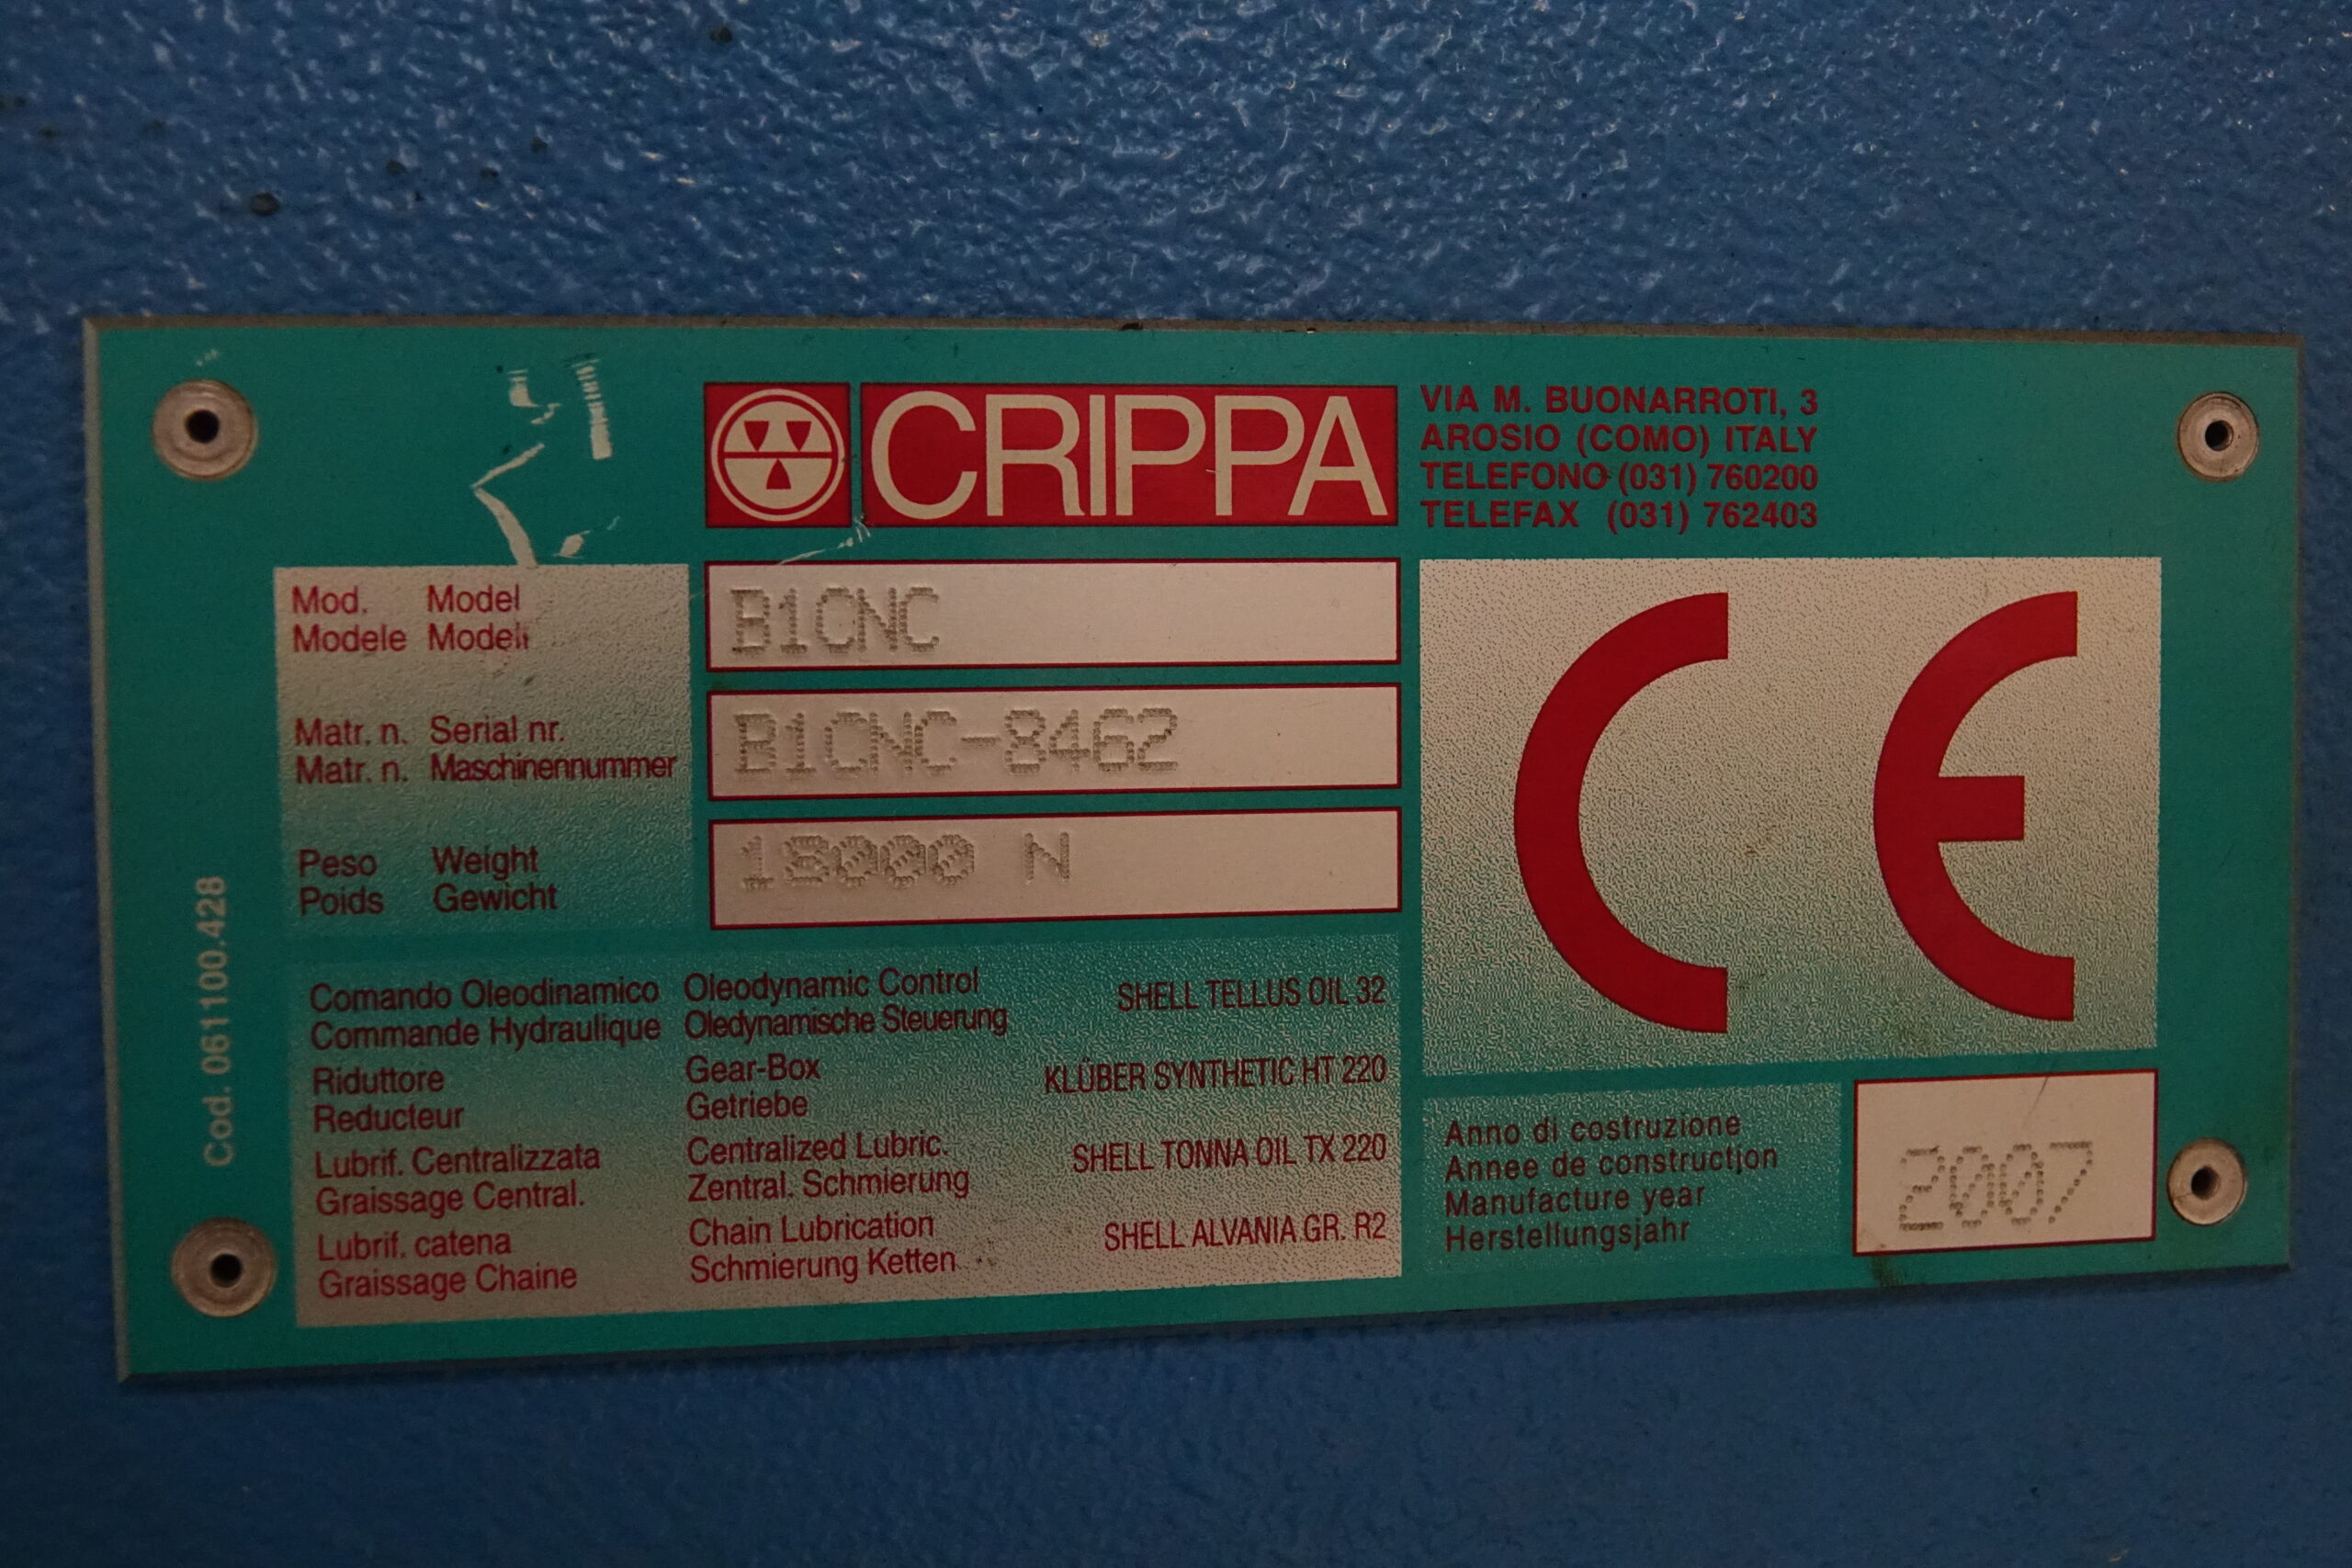 CRIPPA
VIA M. BUONARROTI, 3
AROSIO (COMO) ITALY
TELEFONO (031) 760200
TELEFAX (031) 762403
Mod. Model
Modele Modell
B1CNC
Matr. n. Serial nr.
Matr. n. Maschinennummer
B1CNC-8462
Peso Weight
Poids Gewicht
18000 N
CE
Comando Oleodinamico Oleodynamic Control SHELL TELLUS OIL 32
Commande Hydraulique Oledynamische Steuerung
Riduttore Gear-Box KLÜBER SYNTHETIC HT 220
Reducteur Getriebe
Lubrif. Centralizzata Centralized Lubric. SHELL TONNA OIL TX 220
Graissage Central. Zentral. Schmierung
Lubrif. catena Chain Lubrication SHELL ALVANIA GR. R2
Graissage Chaine Schmierung Ketten
Anno di costruzione
Annee de construction
Manufacture year
Herstellungsjahr
2007
Cod. 061100.428